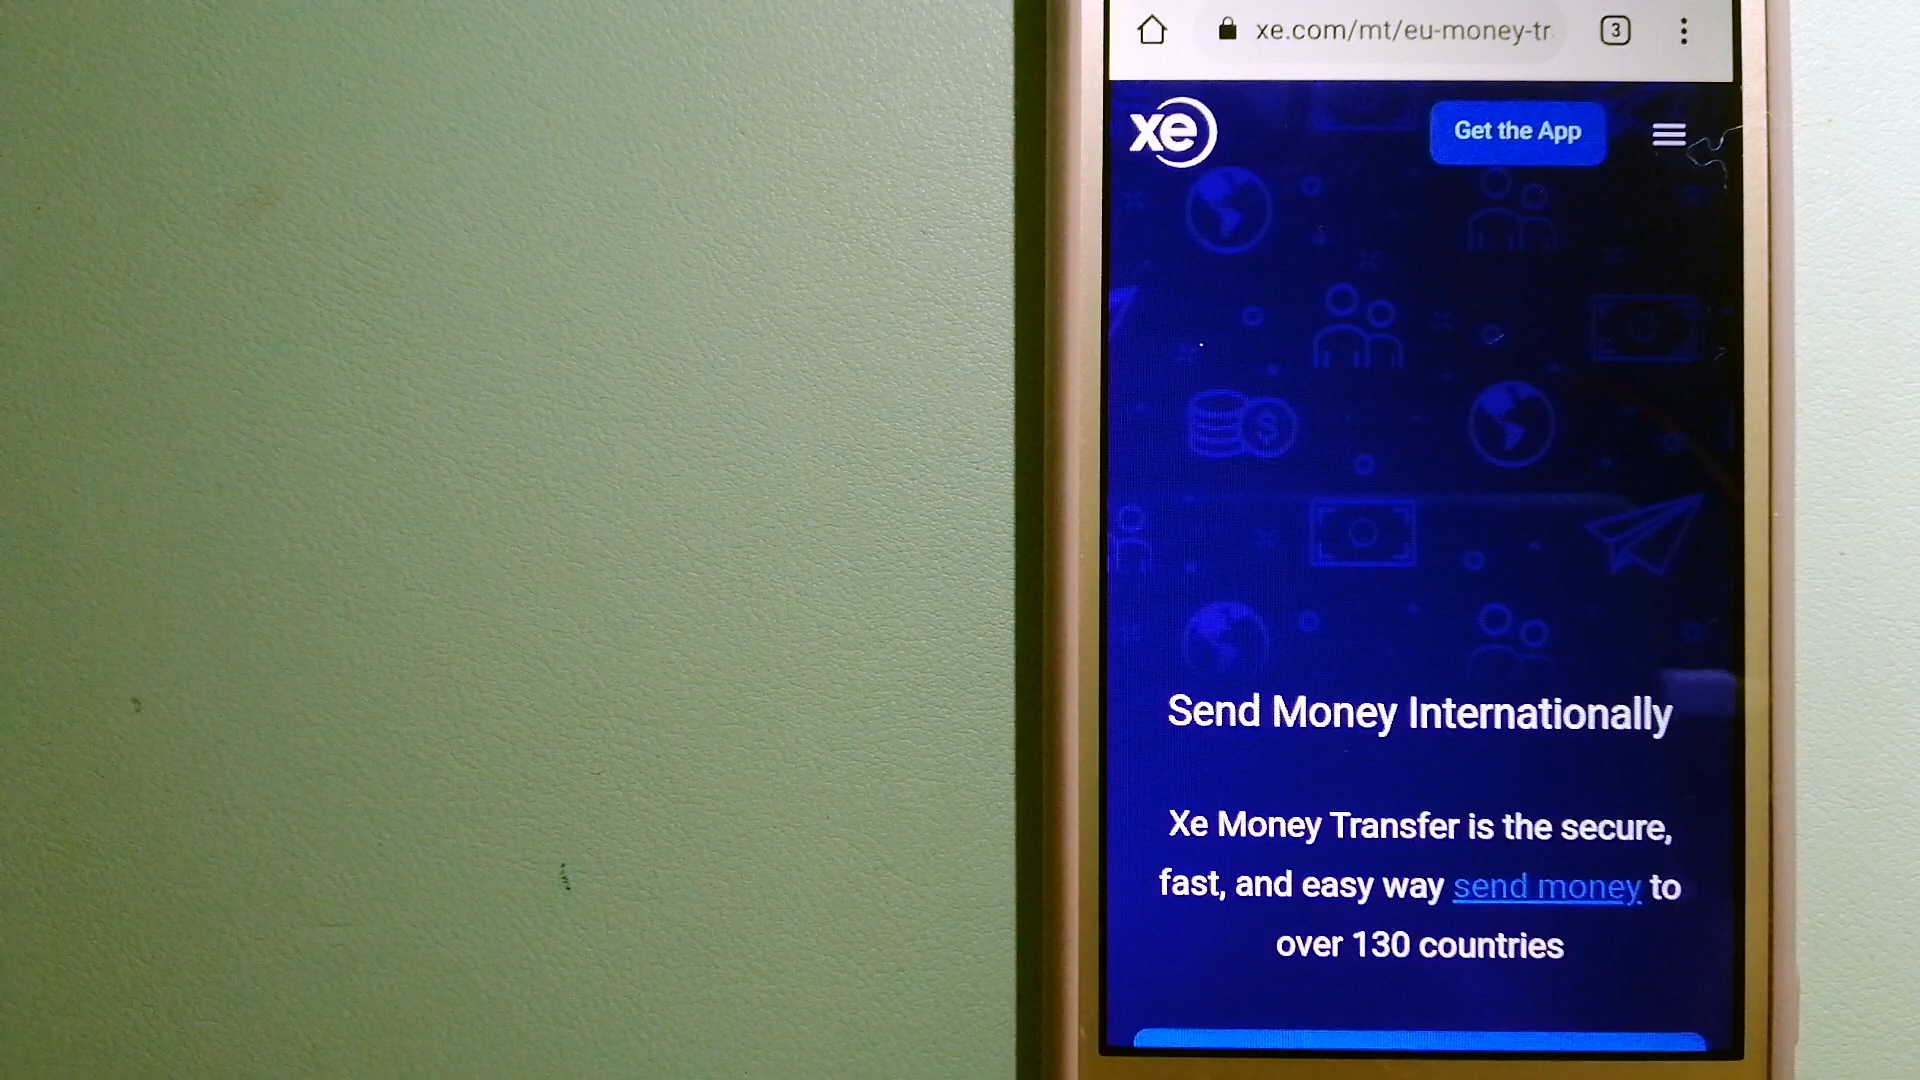 xe.com/mt/eu-money-tr
3
xe
Get the App
Send Money Internationally
Xe Money Transfer is the secure,
fast, and easy way send money to
over 130 countries